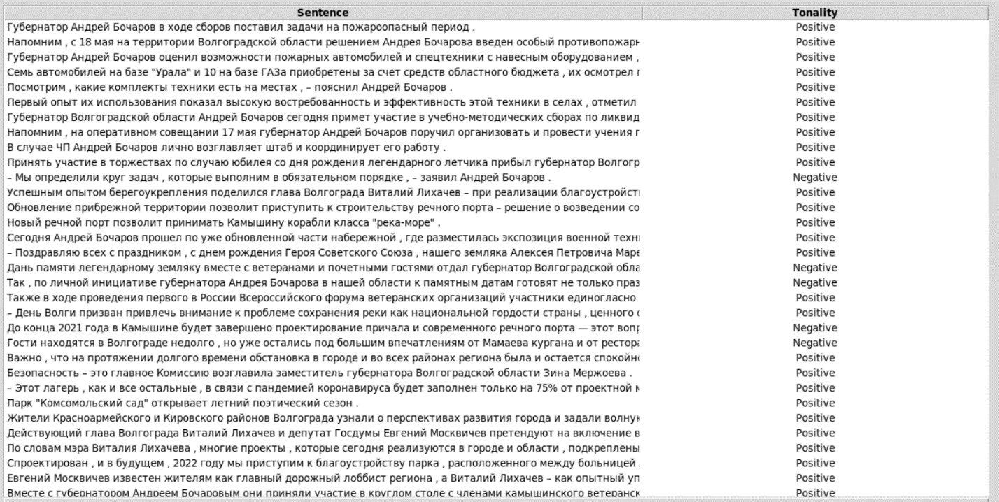 Sentence Tonality
Губернатор Андрей Бочаров в ходе сборов поставил задачи на пожароопасный период . Positive
Напомним , с 18 мая на территории Волгоградской области решением Андрея Бочарова введен особый противопожарн Positive
Губернатор Андрей Бочаров оценил возможности пожарных автомобилей и спецтехники с навесным оборудованием , Positive
Семь автомобилей на базе "Урала" и 10 на базе ГАЗа приобретены за счет средств областного бюджета , их осмотрел г Positive
Посмотрим , какие комплекты техники есть на местах , – пояснил Андрей Бочаров . Positive
Первый опыт их использования показал высокую востребованность и эффективность этой техники в селах , отметил Positive
Губернатор Волгоградской области Андрей Бочаров сегодня примет участие в учебно-методических сборах по ликвид Positive
Напомним , на оперативном совещании 17 мая губернатор Андрей Бочаров поручил организовать и провести учения г Positive
В случае ЧП Андрей Бочаров лично возглавляет штаб и координирует его работу . Positive
Принять участие в торжествах по случаю юбилея со дня рождения легендарного летчика прибыл губернатор Волгогр Positive
– Мы определили круг задач , которые выполним в обязательном порядке , – заявил Андрей Бочаров . Negative
Успешным опытом берегоукрепления поделился глава Волгограда Виталий Лихачев – при реализации благоустройст Positive
Обновление прибрежной территории позволит приступить к строительству речного порта – решение о возведении со Positive
Новый речной порт позволит принимать Камышину корабли класса "река-море" . Positive
Сегодня Андрей Бочаров прошел по уже обновленной части набережной , где разместилась экспозиция военной техн Positive
– Поздравляю всех с праздником , с днем рождения Героя Советского Союза , нашего земляка Алексея Петровича Маре Positive
Дань памяти легендарному земляку вместе с ветеранами и почетными гостями отдал губернатор Волгоградской обла Negative
Так , по личной инициативе губернатора Андрея Бочарова в нашей области к памятным датам готовят не только праз Negative
Также в ходе проведения первого в России Всероссийского форума ветеранских организаций участники единогласно Positive
– День Волги призван привлечь внимание к проблеме сохранения реки как национальной гордости страны , ценного с Positive
До конца 2021 года в Камышине будет завершено проектирование причала и современного речного порта — этот вопр Negative
Гости находятся в Волгограде недолго , но уже остались под большим впечатлениям от Мамаева кургана и от рестора Negative
Важно , что на протяжении долгого времени обстановка в городе и во всех районах региона была и остается спокойно Positive
Безопасность – это главное Комиссию возглавила заместитель губернатора Волгоградской области Зина Мержоева . Positive
– Этот лагерь , как и все остальные , в связи с пандемией коронавируса будет заполнен только на 75% от проектной м Positive
Парк "Комсомольский сад" открывает летний поэтический сезон . Positive
Жители Красноармейского и Кировского районов Волгограда узнали о перспективах развития города и задали волную Positive
Действующий глава Волгограда Виталий Лихачев и депутат Госдумы Евгений Москвичев претендуют на включение в Positive
По словам мэра Виталия Лихачева , многие проекты , которые сегодня реализуются в городе и области , подкреплены Positive
Спроектирован , и в будущем , 2022 году мы приступим к благоустройству парка , расположенного между больницей . Positive
Евгений Москвичев известен жителям как главный дорожный лоббист региона , а Виталий Лихачев – как опытный уп Positive
Вместе с губернатором Андреем Бочаровым они приняли участие в круглом столе с членами камышинского ветеранск Positive